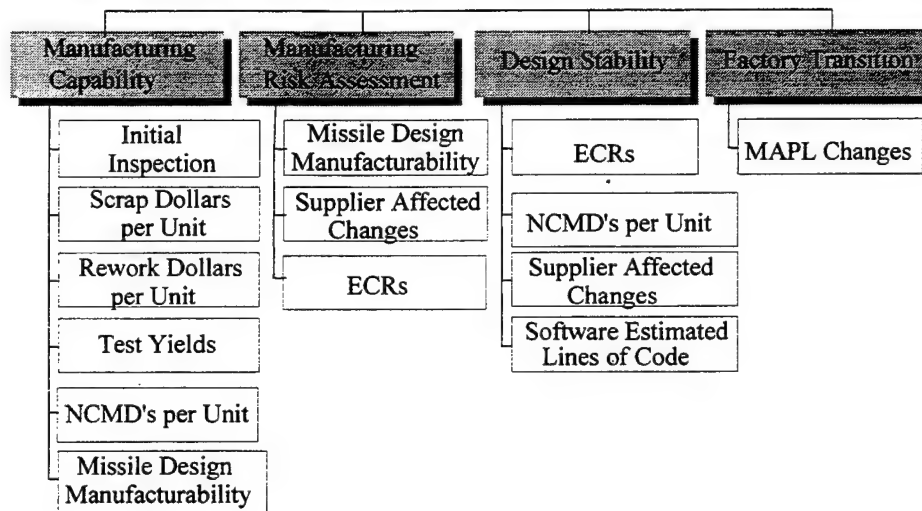 Manufacturing
Capability
Initial
Inspection
Scrap Dollars
per Unit
Rework Dollars
per Unit
Test Yields
NCMD's per Unit
Missile Design
Manufacturability
Manufacturing
Risk Assessment
Missile Design
Manufacturability
Supplier Affected
Changes
ECRs
Design Stability
ECRs
NCMD's per Unit
Supplier Affected
Changes
Software Estimated
Lines of Code
Factory Transition
MAPL Changes